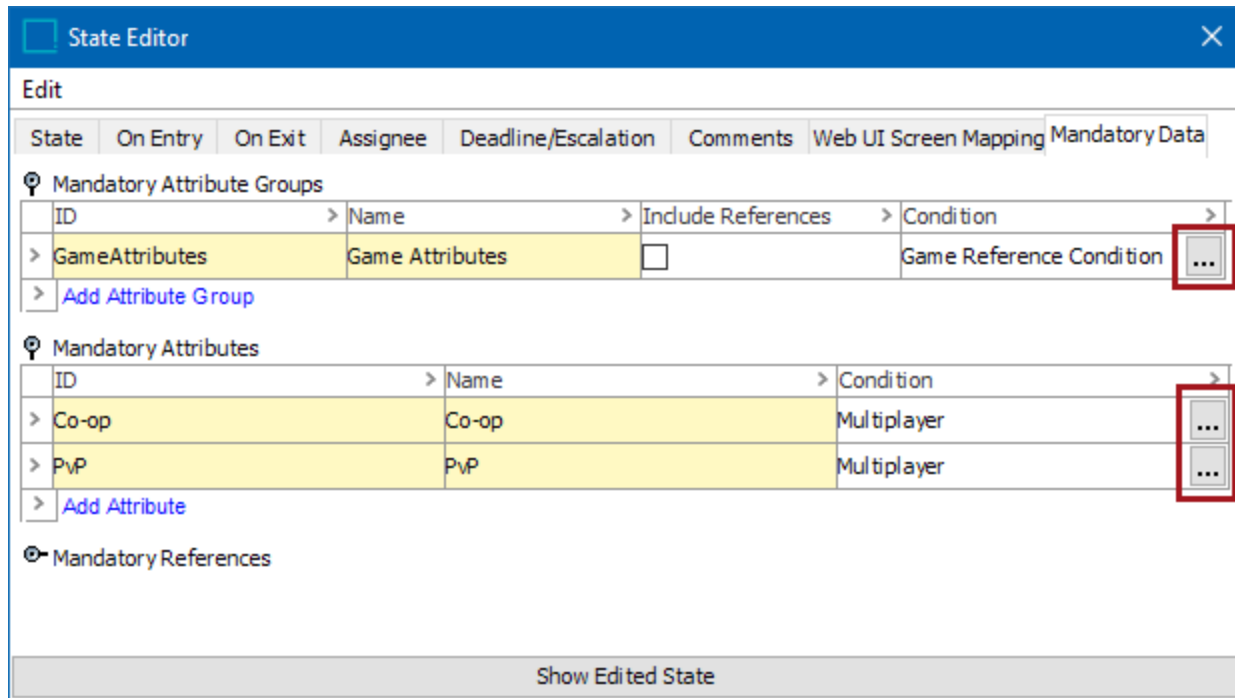 State Editor
Edit
State On Entry On Exit Assignee Deadline/Escalation Comments Web UI Screen Mapping Mandatory Data
Mandatory Attribute Groups
ID > Name > Include References > Condition >
> GameAttributes Game Attributes Game Reference Condition ...
> Add Attribute Group
Mandatory Attributes
ID > Name > Condition >
> Co-op Co-op Multiplayer ...
> PvP PvP Multiplayer ...
> Add Attribute
Mandatory References
Show Edited State